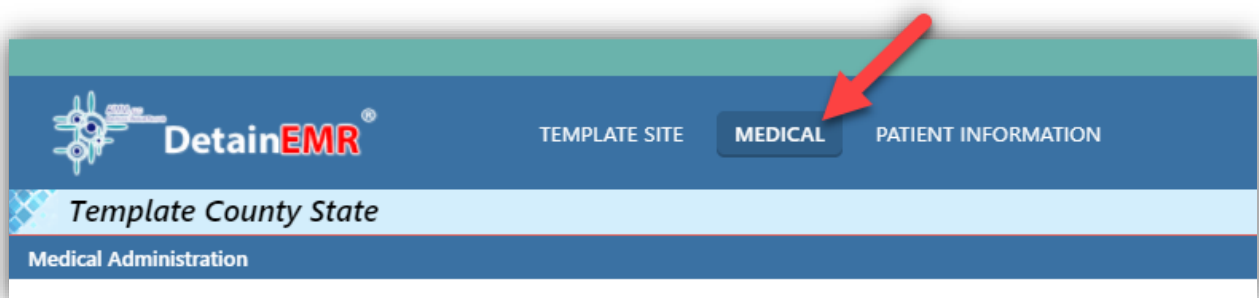 DetainEMR®
TEMPLATE SITE MEDICAL PATIENT INFORMATION
Template County State
Medical Administration